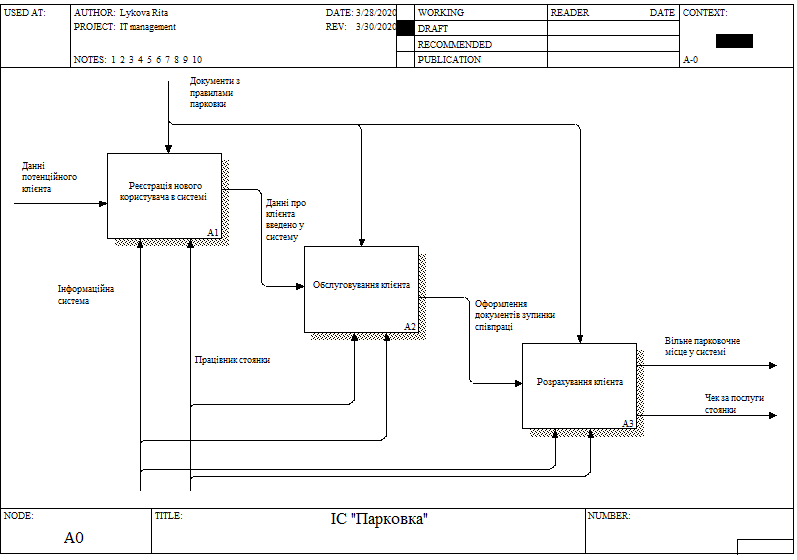 USED AT:
AUTHOR: Lykova Rita
DATE: 3/28/2020
WORKING
READER
DATE
CONTEXT:
PROJECT: IT management
REV: 3/30/2020
DRAFT
RECOMMENDED
NOTES: 1 2 3 4 5 6 7 8 9 10
PUBLICATION
A-0
Документи з
правилами
парковки
Данні
потенційного
клієнта
Реєстрація нового
користувача в системі
A1
Данні про
клієнта
введено у
систему
Інформаційна
система
Обслуговування клієнта
A2
Оформлення
документів зупинки
співпраці
Працівник стоянки
Розрахування клієнта
A3
Вільне парковочне
місце у системі
Чек за послуги
стоянки
NODE:
A0
TITLE:
ІС "Парковка"
NUMBER: